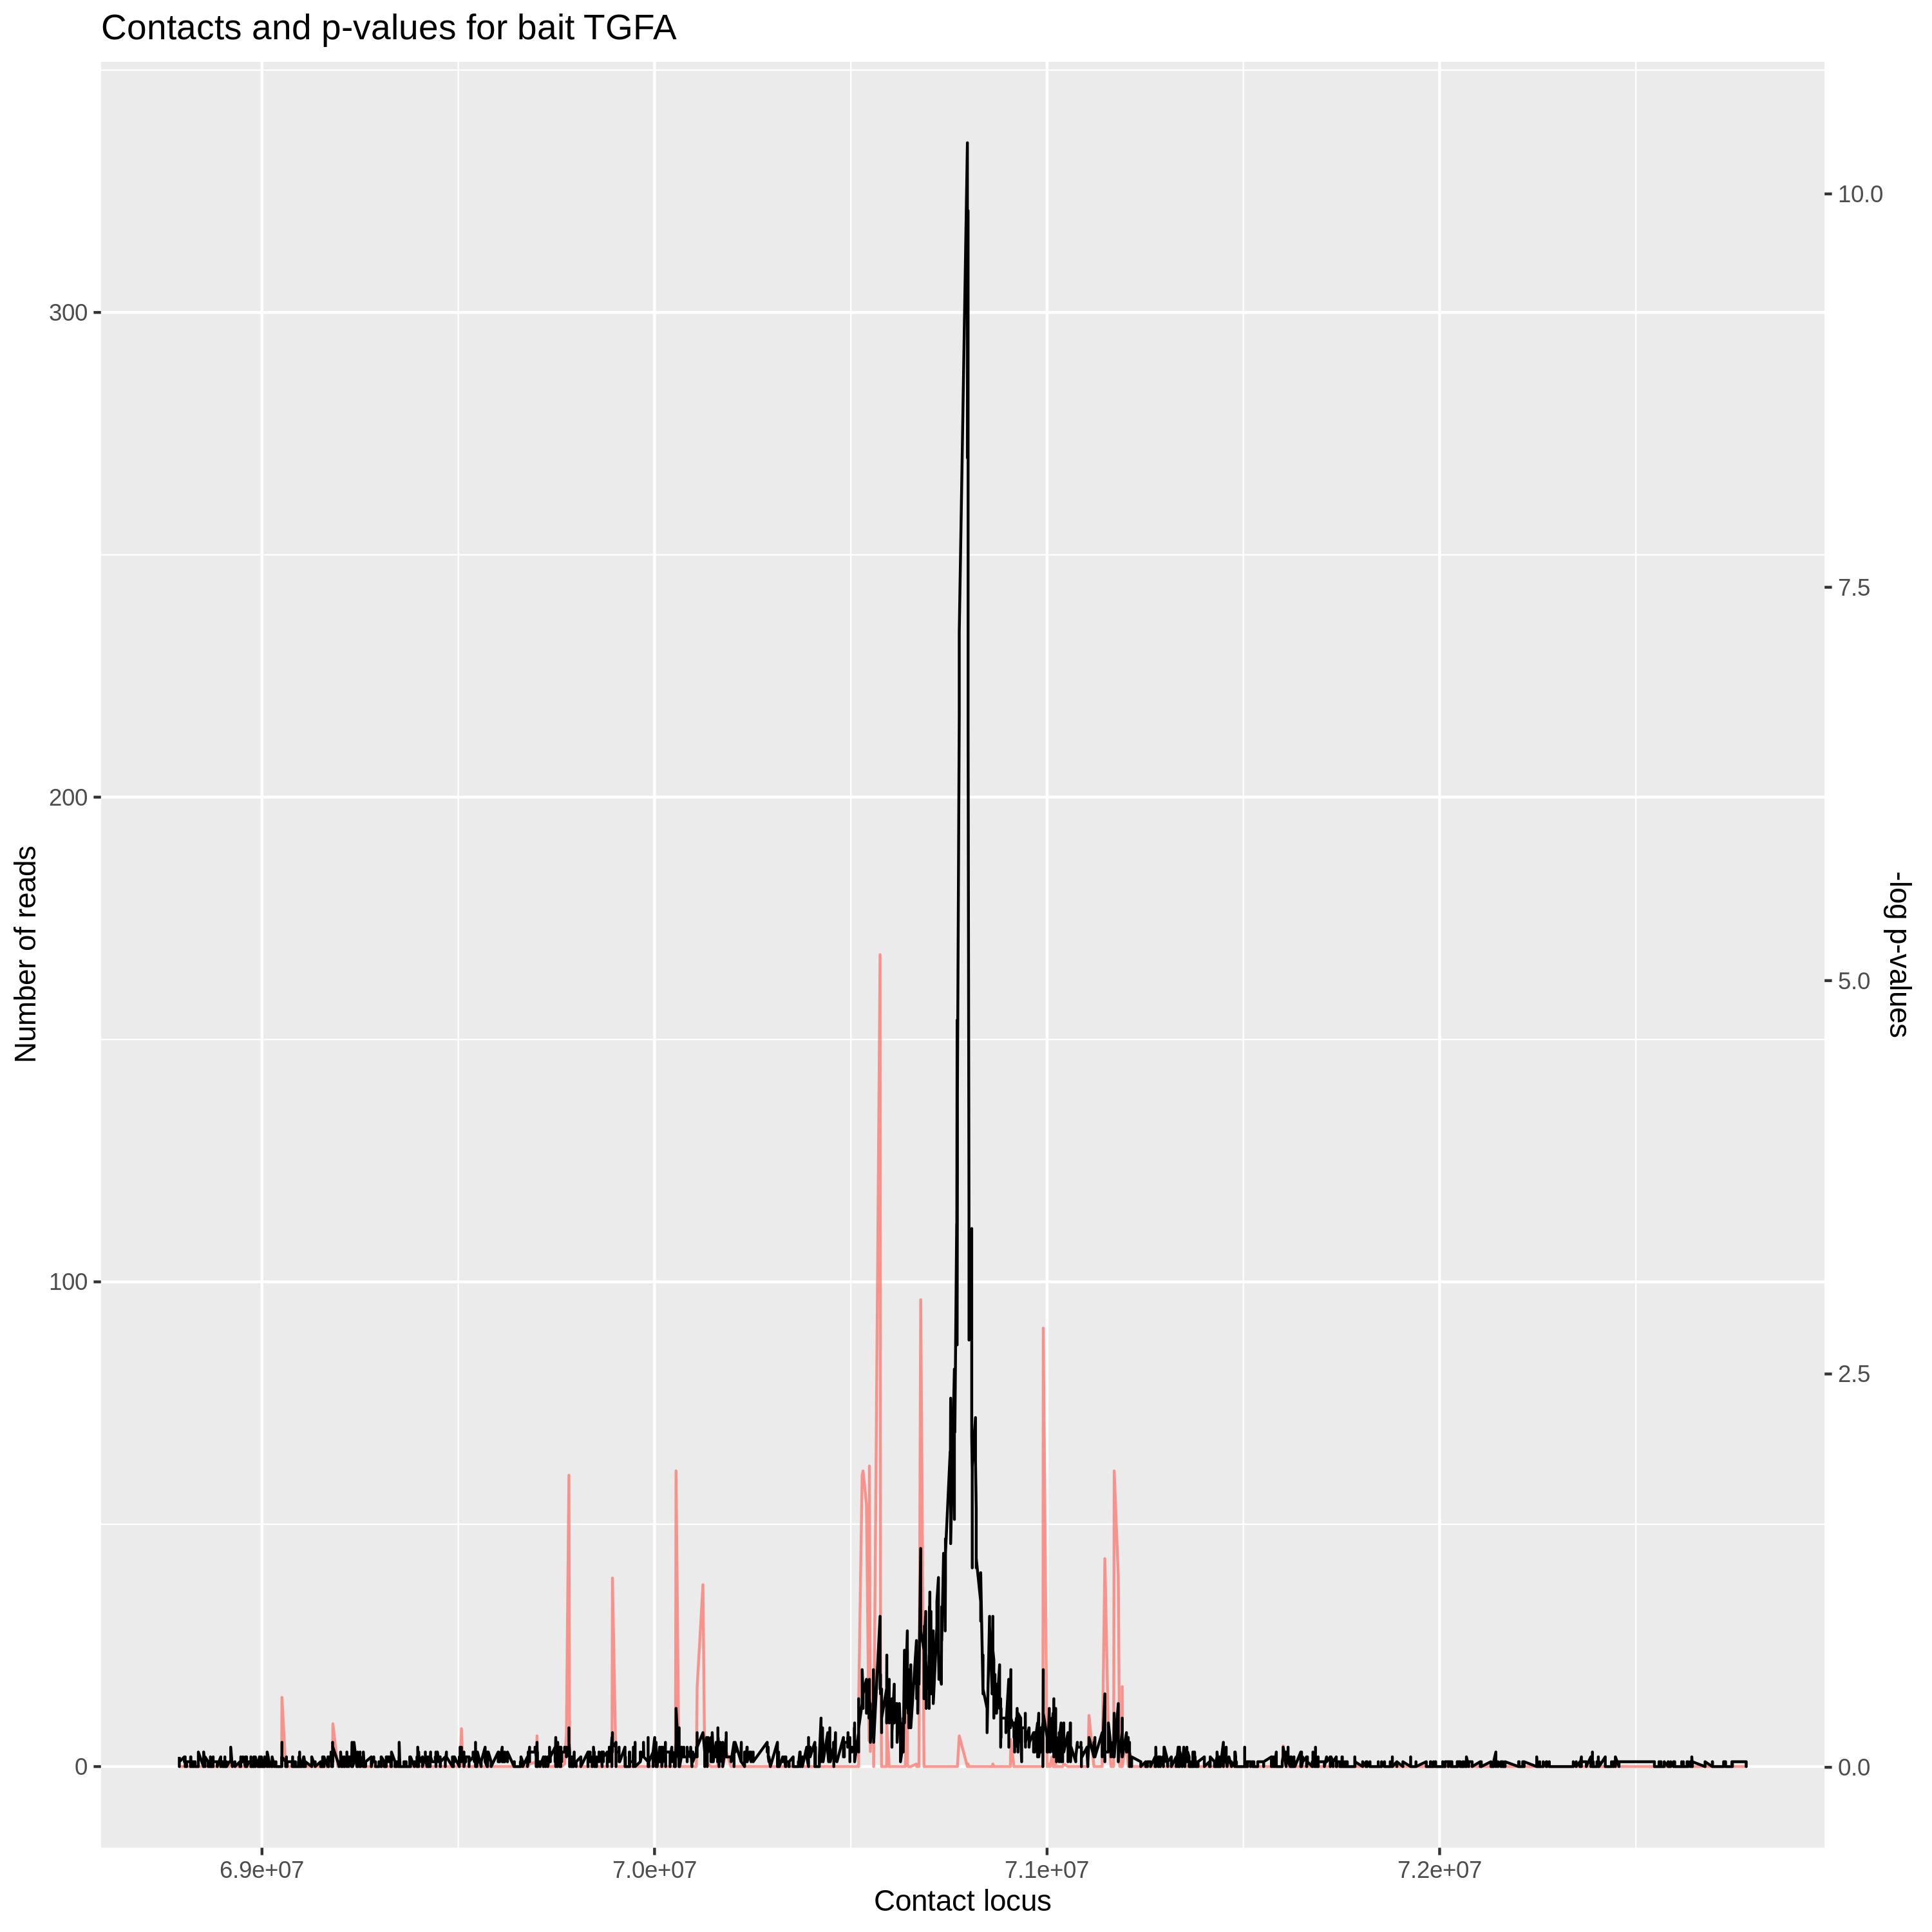 Contacts and p-values for bait TGFA
300
200
100
0
Number of reads
10.0
7.5
5.0
2.5
0.0
-log p-values
6.9e+07
7.0e+07
7.1e+07
7.2e+07
Contact locus